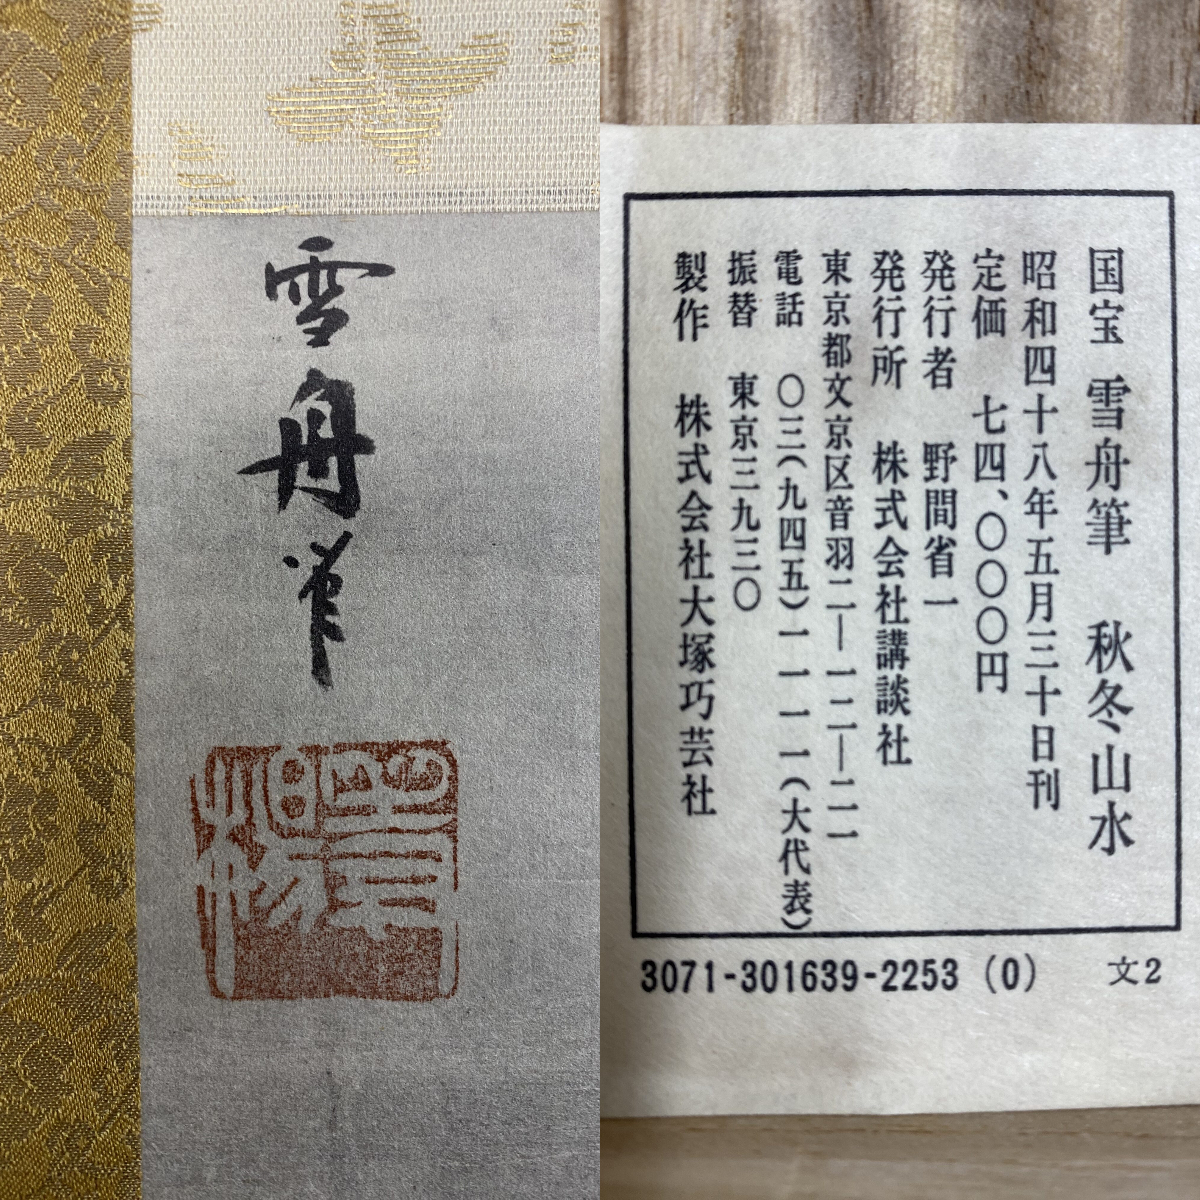 雪舟筆
国宝 雪舟筆 秋冬山水
昭和四十八年五月三十日刊
定価 七四、〇〇〇円
発行者 野間省一
発行所 株式会社講談社
東京都文京区音羽二―一二―二一
電話 〇三(九四五)一一一一(大代表)
振替 東京三九三〇
製作 株式会社大塚巧芸社
3071-301639-2253 (0) 文2